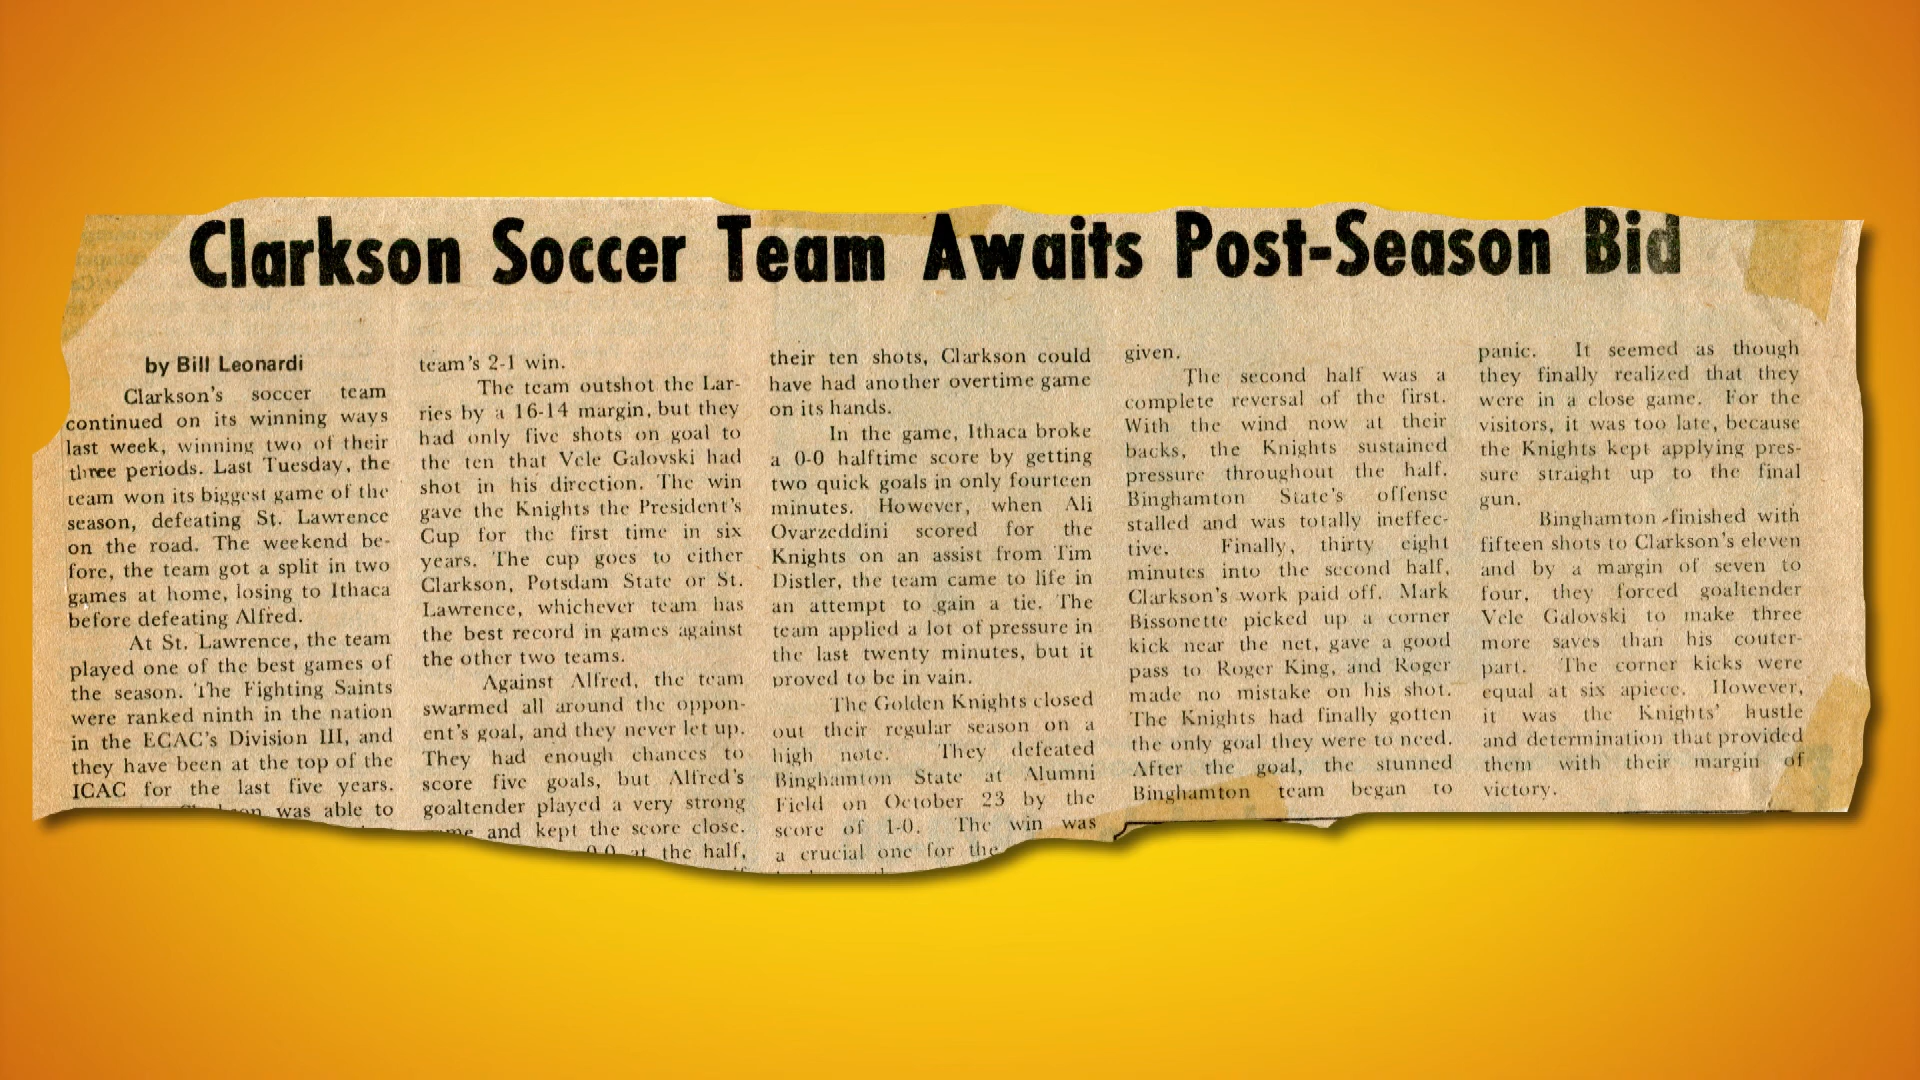 Clarkson Soccer Team Awaits Post-Season Bid
by Bill Leonardi
Clarkson's soccer team
continued on its winning ways
last week, winning two of their
three periods. Last Tuesday, the
team won its biggest game of the
season, defeating St. Lawrence
on the road. The weekend be-
fore, the team got a split in two
games at home, losing to Ithaca
before defeating Alfred.
At St. Lawrence, the team
played one of the best games of
the season. The Fighting Saints
were ranked ninth in the nation
in the ECAC's Division III, and
they have been at the top of the
ICAC for the last five years.
was able to
team's 2-1 win.
The team outshot the Lar-
ries by a 16-14 margin, but they
had only five shots on goal to
the ten that Vele Galovski had
shot in his direction. The win
gave the Knights the President's
Cup for the first time in six
years. The cup goes to either
Clarkson, Potsdam State or St.
Lawrence, whichever team has
the best record in games against
the other two teams.
Against Alfred, the team
swarmed all around the oppon-
ent's goal, and they never let up.
They had enough chances to
score five goals, but Alfred's
goaltender played a very strong
and kept the score close.
0-0 at the half,
their ten shots, Clarkson could
have had another overtime game
on its hands.
In the game, Ithaca broke
a 0-0 halftime score by getting
two quick goals in only fourteen
minutes. However, when Ali
Ovarzeddini scored for the
Knights on an assist from Tim
Distler, the team came to life in
an attempt to gain a tie. The
team applied a lot of pressure in
the last twenty minutes, but it
proved to be in vain.
The Golden Knights closed
out their regular season on a
high note. They defeated
Binghamton State at Alumni
Field on October 23 by the
score of 1-0. The win was
a crucial one for the
given.
The second half was a
complete reversal of the first.
With the wind now at their
backs, the Knights sustained
pressure throughout the half.
Binghamton State's offense
stalled and was totally ineffec-
tive. Finally, thirty eight
minutes into the second half,
Clarkson's work paid off. Mark
Bissonette picked up a corner
kick near the net, gave a good
pass to Roger King, and Roger
made no mistake on his shot.
The Knights had finally gotten
the only goal they were to need.
After the goal, the stunned
Binghamton team began to
panic. It seemed as though
they finally realized that they
were in a close game. For the
visitors, it was too late, because
the Knights kept applying pres-
sure straight up to the final
gun.
Binghamton finished with
fifteen shots to Clarkson's eleven
and by a margin of seven to
four, they forced goaltender
Vele Galovski to make three
more saves than his couter-
part. The corner kicks were
equal at six apiece. However,
it was the Knights' hustle
and determination that provided
them with their margin of
victory.